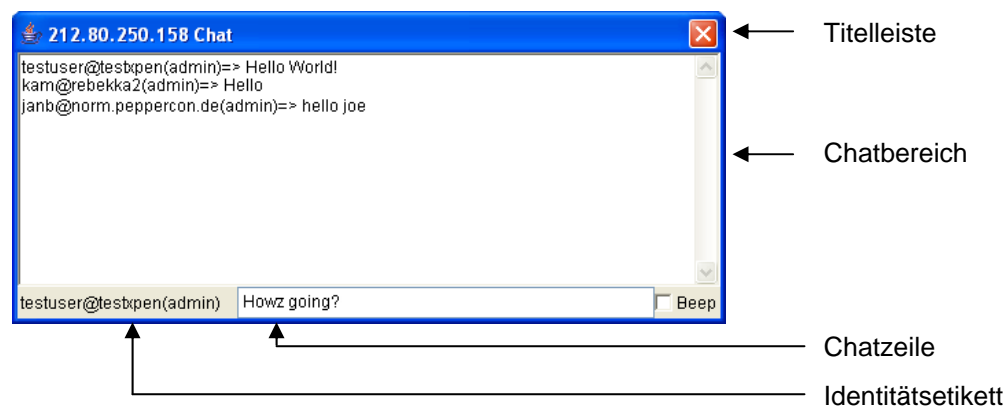 212.80.250.158 Chat
Titelleiste
testuser@testxpen(admin)=> Hello World!
kam@rebekka2(admin)=> Hello
janb@norm.peppercon.de(admin)=> hello joe
Chatbereich
testuser@testxpen(admin)
Howz going?
Beep
Chatzeile
Identitätsetikett